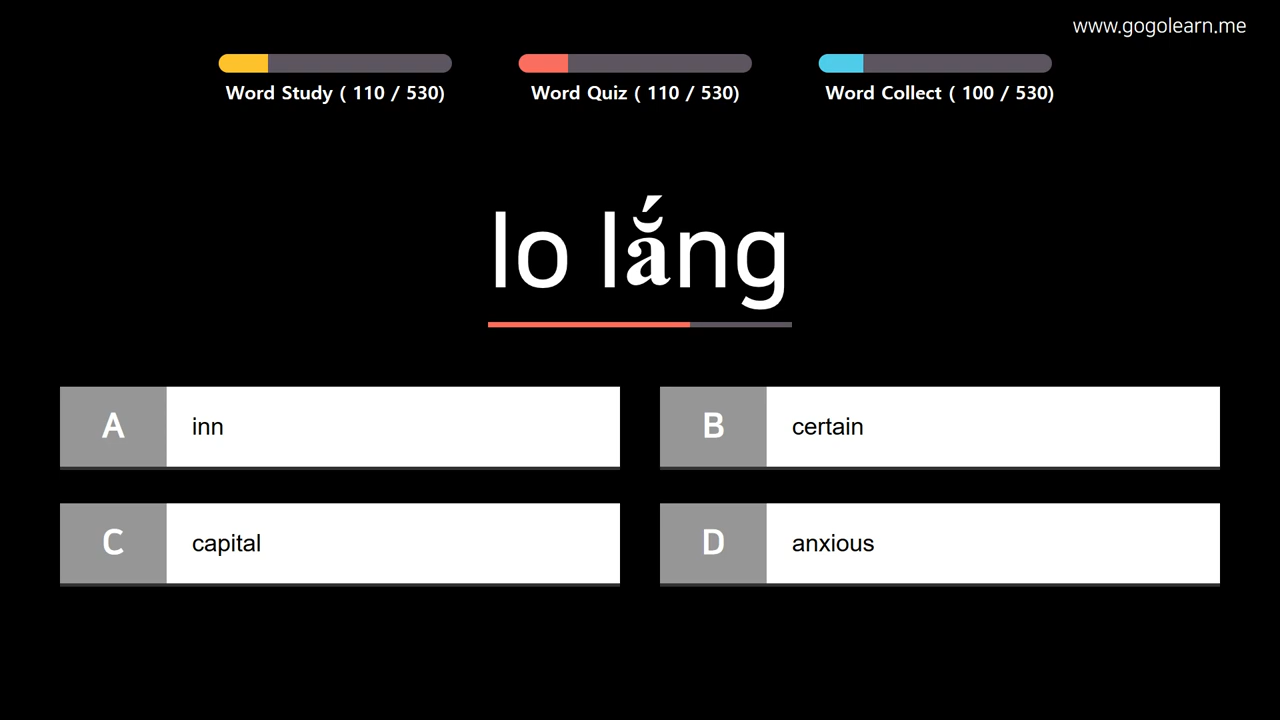 www.gogolearn.me
Word Study ( 110 / 530)
Word Quiz ( 110 / 530)
Word Collect ( 100 / 530)
lo lắng
A inn
B certain
C capital
D anxious